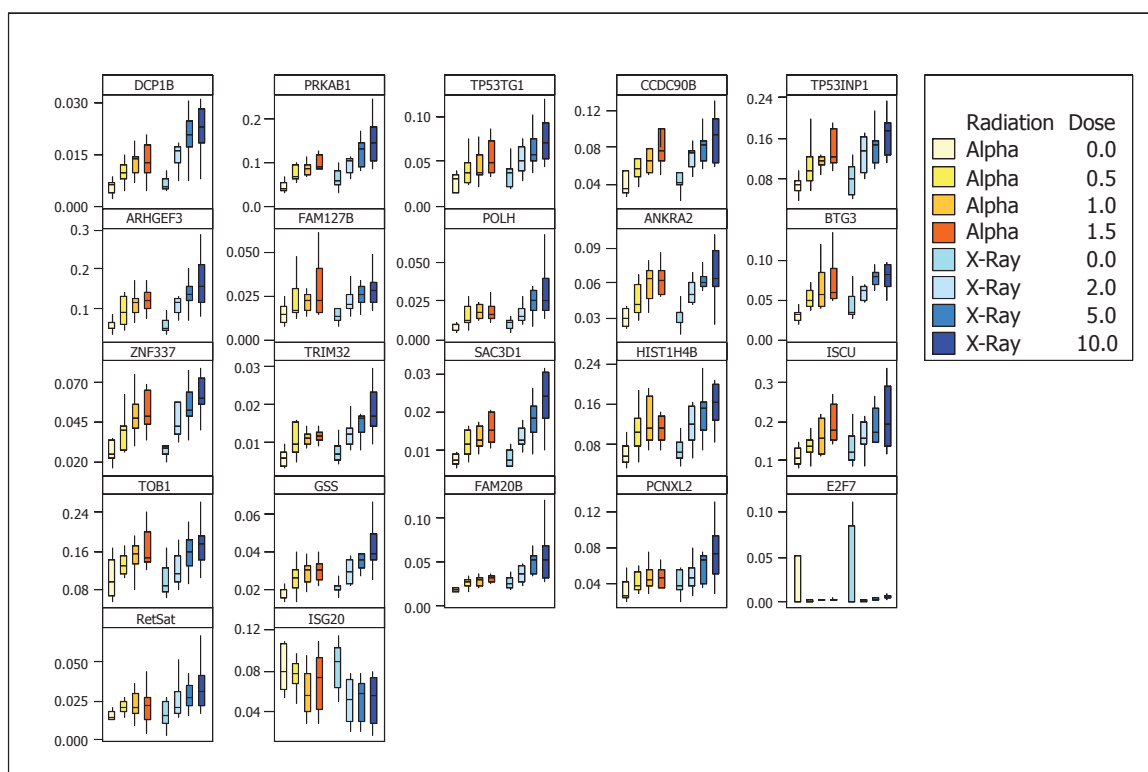 DCP1B PRKAB1 TP53TG1 CCDC90B TP53INP1
0.030 0.2 0.10 0.12 0.24
0.015 0.1 0.05 0.08 0.16
0.000 0.0 0.00 0.04 0.08
ARHGEF3 FAM127B POLH ANKRA2 BTG3
0.3 0.050 0.050 0.09 0.10
0.2 0.025 0.025 0.06 0.05
0.1 0.000 0.000 0.03 0.00
ZNF337 TRIM32 SAC3D1 HIST1H4B ISCU
0.070 0.03 0.03 0.24 0.3
0.045 0.02 0.02 0.16 0.2
0.020 0.01 0.01 0.08 0.1
TOB1 GSS FAM20B PCNXL2 E2F7
0.24 0.06 0.10 0.12 0.10
0.16 0.04 0.05 0.08 0.05
0.08 0.02 0.00 0.04 0.00
RetSat ISG20
0.050 0.12
0.025 0.08
0.000 0.04
Radiation Dose
Alpha 0.0
Alpha 0.5
Alpha 1.0
Alpha 1.5
X-Ray 0.0
X-Ray 2.0
X-Ray 5.0
X-Ray 10.0